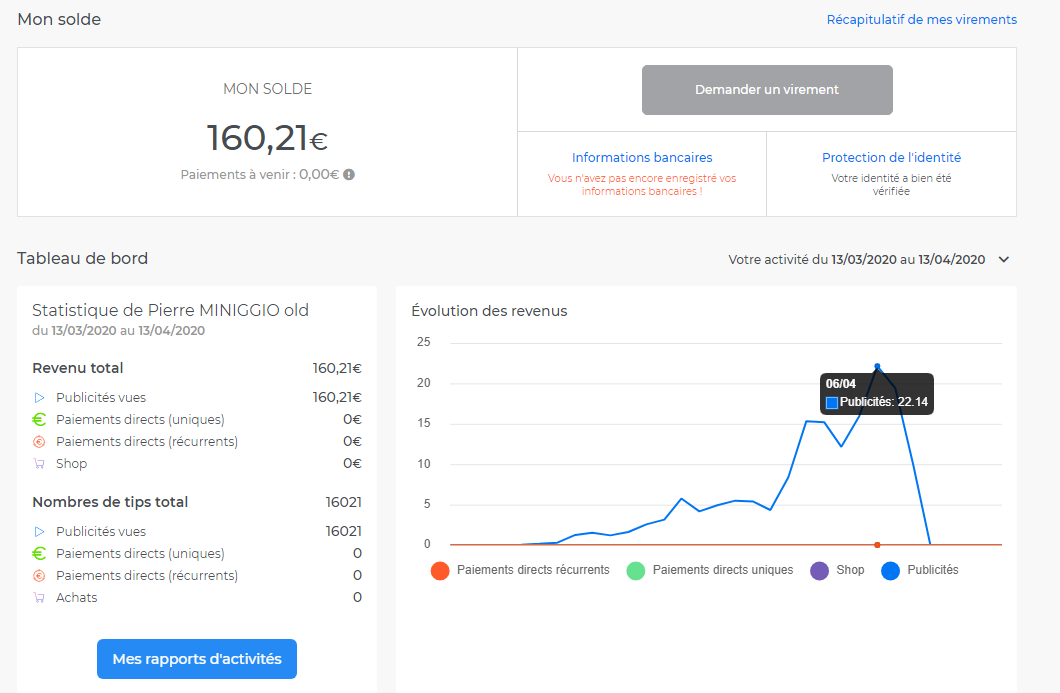 Mon solde
Récapitulatif de mes virements
MON SOLDE
160,21€
Paiements à venir : 0,00€
Demander un virement
Informations bancaires
Vous n'avez pas encore enregistré vos
informations bancaires !
Protection de l'identité
Votre identité a bien été
vérifiée
Tableau de bord
Votre activité du 13/03/2020 au 13/04/2020
Statistique de Pierre MINIGGIO old
du 13/03/2020 au 13/04/2020
Revenu total 160,21€
Publicités vues 160,21€
Paiements directs (uniques) 0€
Paiements directs (récurrents) 0€
Shop 0€
Nombres de tips total 16021
Publicités vues 16021
Paiements directs (uniques) 0
Paiements directs (récurrents) 0
Achats 0
Mes rapports d'activités
Évolution des revenus
25
20
15
10
5
0
06/04
Publicités: 22.14
Paiements directs récurrents
Paiements directs uniques
Shop
Publicités